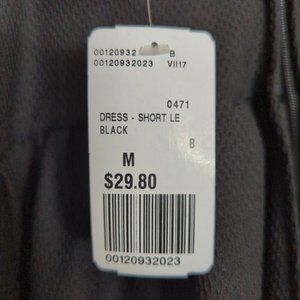 00120932 B
00120932023 VII17
0471
DRESS - SHORT LE
BLACK
B
M
$29.80
00120932023